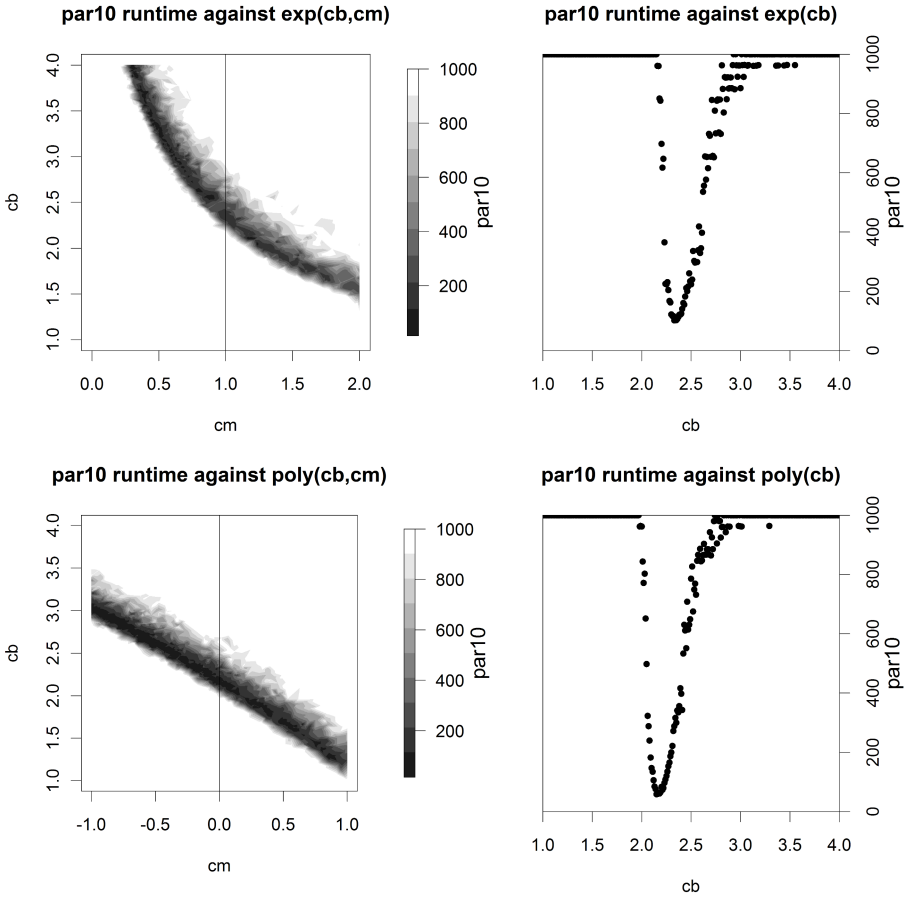 par10 runtime against exp(cb,cm)
cb
4.0
3.5
3.0
2.5
2.0
1.5
1.0
0.0 0.5 1.0 1.5 2.0
cm
1000
800
600
400
200
par10
par10 runtime against exp(cb)
1000
800
600
400
200
0
par10
1.0 1.5 2.0 2.5 3.0 3.5 4.0
cb
par10 runtime against poly(cb,cm)
cb
4.0
3.5
3.0
2.5
2.0
1.5
1.0
-1.0 -0.5 0.0 0.5 1.0
cm
1000
800
600
400
200
par10
par10 runtime against poly(cb)
1000
800
600
400
200
0
par10
1.0 1.5 2.0 2.5 3.0 3.5 4.0
cb